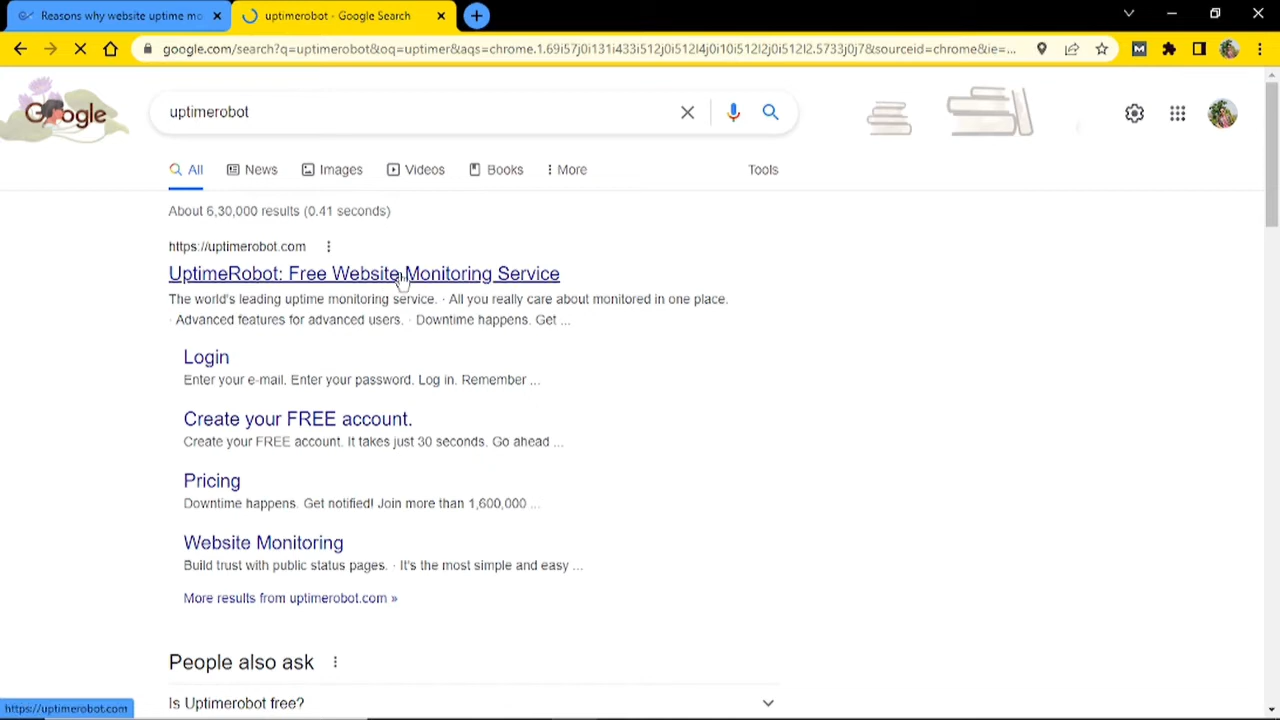 Reasons why website uptime mo
uptimerobot - Google Search
google.com/search?q=uptimerobot&oq=uptimer&aqs=chrome.1.69i57j0i131i433i512j0i512l4j0i10i512l2j0i512l2.5733j0j7&sourceid=chrome&ie=...
Google
uptimerobot
All
News
Images
Videos
Books
More
Tools
About 6,30,000 results (0.41 seconds)
https://uptimerobot.com
UptimeRobot: Free Website Monitoring Service
The world's leading uptime monitoring service. · All you really care about monitored in one place.
· Advanced features for advanced users. · Downtime happens. Get ...
Login
Enter your e-mail. Enter your password. Log in. Remember ...
Create your FREE account.
Create your FREE account. It takes just 30 seconds. Go ahead ...
Pricing
Downtime happens. Get notified! Join more than 1,600,000 ...
Website Monitoring
Build trust with public status pages. · It's the most simple and easy ...
More results from uptimerobot.com »
People also ask
Is Uptimerobot free?
https://uptimerobot.com